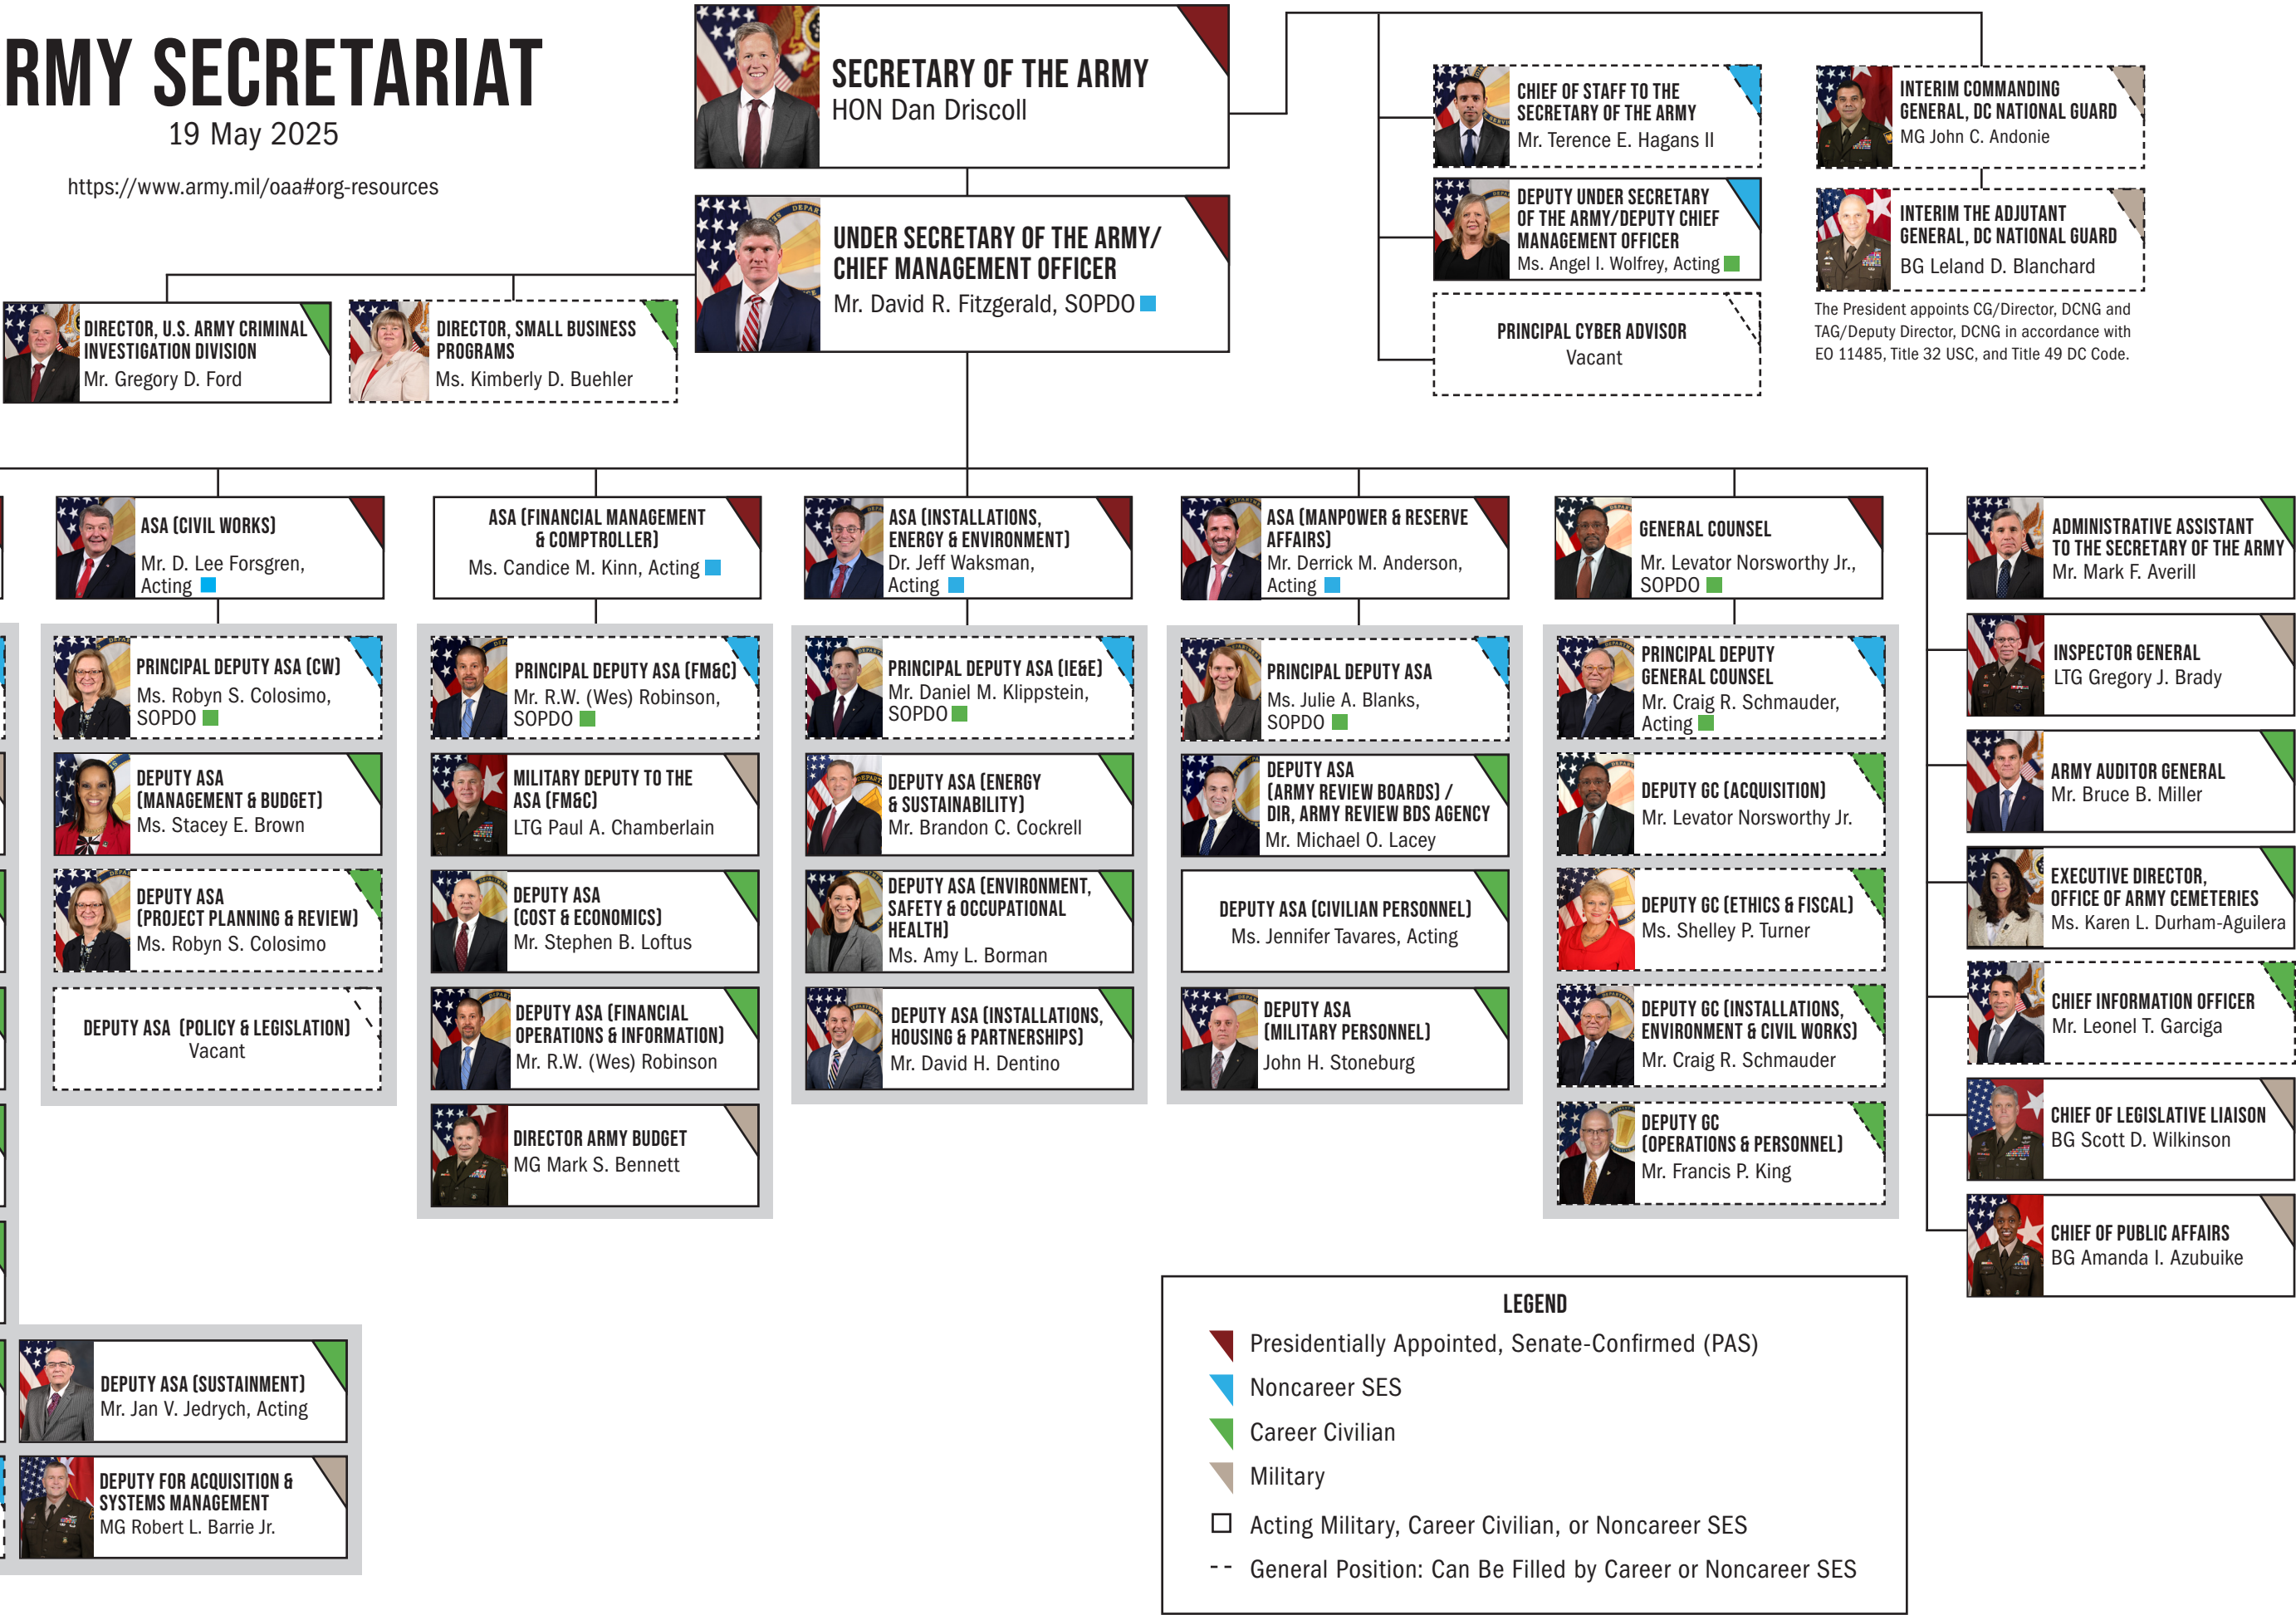 RMY SECRETARIAT
19 May 2025
https://www.army.mil/oaa#org-resources
SECRETARY OF THE ARMY
HON Dan Driscoll
UNDER SECRETARY OF THE ARMY/
CHIEF MANAGEMENT OFFICER
Mr. David R. Fitzgerald, SOPDO
CHIEF OF STAFF TO THE
SECRETARY OF THE ARMY
Mr. Terence E. Hagans II
DEPUTY UNDER SECRETARY
OF THE ARMY/DEPUTY CHIEF
MANAGEMENT OFFICER
Ms. Angel I. Wolfrey, Acting
PRINCIPAL CYBER ADVISOR
Vacant
INTERIM COMMANDING
GENERAL, DC NATIONAL GUARD
MG John C. Andonie
INTERIM THE ADJUTANT
GENERAL, DC NATIONAL GUARD
BG Leland D. Blanchard
The President appoints CG/Director, DCNG and
TAG/Deputy Director, DCNG in accordance with
EO 11485, Title 32 USC, and Title 49 DC Code.
DIRECTOR, U.S. ARMY CRIMINAL
INVESTIGATION DIVISION
Mr. Gregory D. Ford
DIRECTOR, SMALL BUSINESS
PROGRAMS
Ms. Kimberly D. Buehler
ASA (CIVIL WORKS)
Mr. D. Lee Forsgren,
Acting
PRINCIPAL DEPUTY ASA (CW)
Ms. Robyn S. Colosimo,
SOPDO
DEPUTY ASA
(MANAGEMENT & BUDGET)
Ms. Stacey E. Brown
DEPUTY ASA
(PROJECT PLANNING & REVIEW)
Ms. Robyn S. Colosimo
DEPUTY ASA (POLICY & LEGISLATION)
Vacant
ASA (FINANCIAL MANAGEMENT
& COMPTROLLER)
Ms. Candice M. Kinn, Acting
PRINCIPAL DEPUTY ASA (FM&C)
Mr. R.W. (Wes) Robinson,
SOPDO
MILITARY DEPUTY TO THE
ASA (FM&C)
LTG Paul A. Chamberlain
DEPUTY ASA
(COST & ECONOMICS)
Mr. Stephen B. Loftus
DEPUTY ASA (FINANCIAL
OPERATIONS & INFORMATION)
Mr. R.W. (Wes) Robinson
DIRECTOR ARMY BUDGET
MG Mark S. Bennett
ASA (INSTALLATIONS,
ENERGY & ENVIRONMENT)
Dr. Jeff Waksman,
Acting
PRINCIPAL DEPUTY ASA (IE&E)
Mr. Daniel M. Klippstein,
SOPDO
DEPUTY ASA (ENERGY
& SUSTAINABILITY)
Mr. Brandon C. Cockrell
DEPUTY ASA (ENVIRONMENT,
SAFETY & OCCUPATIONAL
HEALTH)
Ms. Amy L. Borman
DEPUTY ASA (INSTALLATIONS,
HOUSING & PARTNERSHIPS)
Mr. David H. Dentino
ASA (MANPOWER & RESERVE
AFFAIRS)
Mr. Derrick M. Anderson,
Acting
PRINCIPAL DEPUTY ASA
Ms. Julie A. Blanks,
SOPDO
DEPUTY ASA
(ARMY REVIEW BOARDS) /
DIR, ARMY REVIEW BDS AGENCY
Mr. Michael O. Lacey
DEPUTY ASA (CIVILIAN PERSONNEL)
Ms. Jennifer Tavares, Acting
DEPUTY ASA
(MILITARY PERSONNEL)
John H. Stoneburg
GENERAL COUNSEL
Mr. Levator Norsworthy Jr.,
SOPDO
PRINCIPAL DEPUTY
GENERAL COUNSEL
Mr. Craig R. Schmauder,
Acting
DEPUTY GC (ACQUISITION)
Mr. Levator Norsworthy Jr.
DEPUTY GC (ETHICS & FISCAL)
Ms. Shelley P. Turner
DEPUTY GC (INSTALLATIONS,
ENVIRONMENT & CIVIL WORKS)
Mr. Craig R. Schmauder
DEPUTY GC
(OPERATIONS & PERSONNEL)
Mr. Francis P. King
ADMINISTRATIVE ASSISTANT
TO THE SECRETARY OF THE ARMY
Mr. Mark F. Averill
INSPECTOR GENERAL
LTG Gregory J. Brady
ARMY AUDITOR GENERAL
Mr. Bruce B. Miller
EXECUTIVE DIRECTOR,
OFFICE OF ARMY CEMETERIES
Ms. Karen L. Durham-Aguilera
CHIEF INFORMATION OFFICER
Mr. Leonel T. Garciga
CHIEF OF LEGISLATIVE LIAISON
BG Scott D. Wilkinson
CHIEF OF PUBLIC AFFAIRS
BG Amanda I. Azubuike
DEPUTY ASA (SUSTAINMENT)
Mr. Jan V. Jedrych, Acting
DEPUTY FOR ACQUISITION &
SYSTEMS MANAGEMENT
MG Robert L. Barrie Jr.
LEGEND
Presidentially Appointed, Senate-Confirmed (PAS)
Noncareer SES
Career Civilian
Military
Acting Military, Career Civilian, or Noncareer SES
General Position: Can Be Filled by Career or Noncareer SES